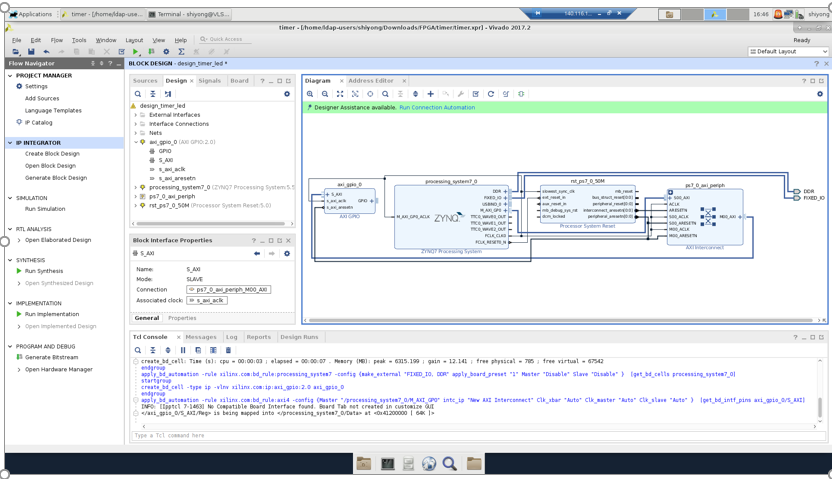 Applications
timer - [/home/ldap-use...
Terminal - shiyong@VLS...
140.116.1...
16:46
shiyong
timer - [/home/ldap-users/shiyong/Downloads/FPGA/timer/timer.xpr] - Vivado 2017.2
File Edit Flow Tools Window Layout View Help Quick Access
Ready
Default Layout
Flow Navigator
BLOCK DESIGN - design_timer_led *
PROJECT MANAGER
Settings
Add Sources
Language Templates
IP Catalog
IP INTEGRATOR
Create Block Design
Open Block Design
Generate Block Design
SIMULATION
Run Simulation
RTL ANALYSIS
Open Elaborated Design
SYNTHESIS
Run Synthesis
Open Synthesized Design
IMPLEMENTATION
Run Implementation
Open Implemented Design
PROGRAM AND DEBUG
Generate Bitstream
Open Hardware Manager
Sources Design Signals Board
design_timer_led
External Interfaces
Interface Connections
Nets
axi_gpio_0 (AXI GPIO:2.0)
GPIO
S_AXI
s_axi_aclk
s_axi_aresetn
processing_system7_0 (ZYNQ7 Processing System:5.5
ps7_0_axi_periph
rst_ps7_0_50M (Processor System Reset:5.0)
Block Interface Properties
S_AXI
Name: S_AXI
Mode: SLAVE
Connection ps7_0_axi_periph_M00_AXI
Associated clock: s_axi_aclk
General Properties
Diagram Address Editor
Designer Assistance available. Run Connection Automation
axi_gpio_0
S_AXI
s_axi_aclk
s_axi_aresetn
GPIO
AXI GPIO
processing_system7_0
M_AXI_GP0_ACLK
ZYNQ
DDR
FIXED_IO
USBIND_0
M_AXI_GP0
TTC0_WAVE0_OUT
TTC0_WAVE1_OUT
TTC0_WAVE2_OUT
FCLK_CLK0
FCLK_RESET0_N
ZYNQ7 Processing System
rst_ps7_0_50M
slowest_sync_clk
ext_reset_in
aux_reset_in
mb_debug_sys_rst
dcm_locked
mb_reset
bus_struct_reset[0:0]
peripheral_reset[0:0]
interconnect_aresetn[0:0]
peripheral_aresetn[0:0]
Processor System Reset
ps7_0_axi_periph
S00_AXI
ACLK
ARESETN
S00_ACLK
S00_ARESETN
M00_ACLK
M00_ARESETN
M00_AXI
AXI Interconnect
DDR
FIXED_IO
Tcl Console Messages Log Reports Design Runs
create_bd_cell: Time (s): cpu = 00:00:03 ; elapsed = 00:00:07 . Memory (MB): peak = 6315.199 ; gain = 12.141 ; free physical = 785 ; free virtual = 67542
endgroup
apply_bd_automation -rule xilinx.com:bd_rule:processing_system7 -config {make_external "FIXED_IO, DDR" apply_board_preset "1" Master "Disable" Slave "Disable" } [get_bd_cells processing_system7_0]
startgroup
create_bd_cell -type ip -vlnv xilinx.com:ip:axi_gpio:2.0 axi_gpio_0
endgroup
apply_bd_automation -rule xilinx.com:bd_rule:axi4 -config {Master "/processing_system7_0/M_AXI_GP0" intc_ip "New AXI Interconnect" Clk_xbar "Auto" Clk_master "Auto" Clk_slave "Auto" } [get_bd_intf_pins axi_gpio_0/S_AXI]
INFO: [Ipptcl 7-1463] No Compatible Board Interface found. Board Tab not created in customize GUI
</axi_gpio_0/S_AXI/Reg> is being mapped into </processing_system7_0/Data> at <0x41200000 [ 64K ]>
Type a Tcl command here